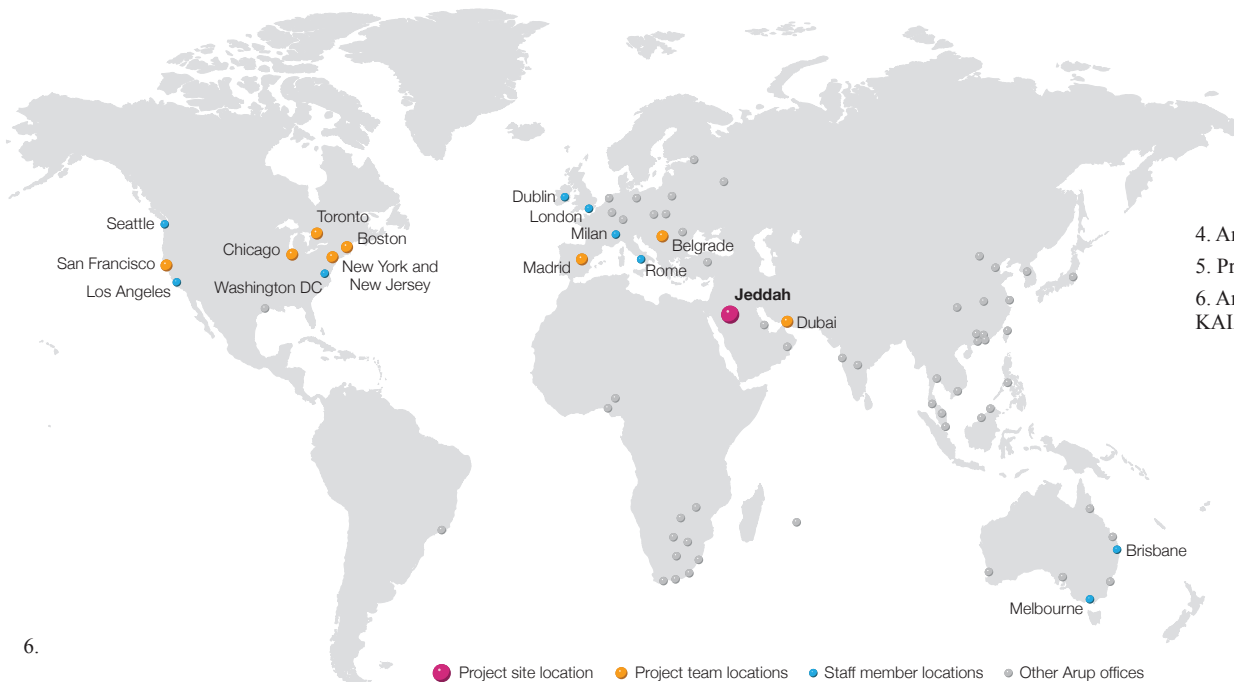 Toronto
Boston
Seattle
Chicago
San Francisco
New York and
New Jersey
Los Angeles
Washington DC
Dublin
London
Milan
Belgrade
Madrid
Rome
Jeddah
Dubai
Brisbane
Melbourne
4. Ar
5. Pr
6. Ar
KAI
6.
Project site location
Project team locations
Staff member locations
Other Arup offices